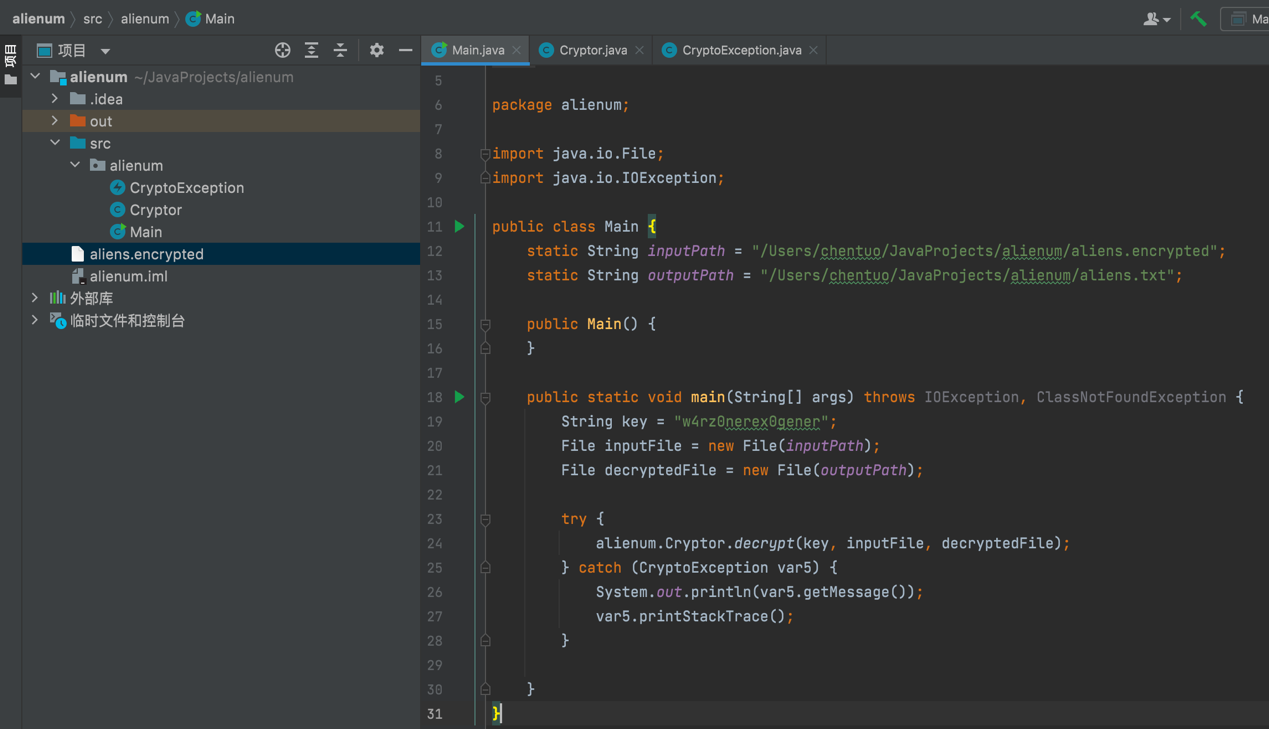 alienum 〉 src 〉 alienum 〉 Main
Ma
项目
项目
Main.java
Cryptor.java
CryptoException.java
alienum ~/JavaProjects/alienum
.idea
out
src
alienum
CryptoException
Cryptor
Main
aliens.encrypted
alienum.iml
外部库
临时文件和控制台
5
6 package alienum;
7
8 import java.io.File;
9 import java.io.IOException;
10
11 public class Main {
12 static String inputPath = "/Users/chentuo/JavaProjects/alienum/aliens.encrypted";
13 static String outputPath = "/Users/chentuo/JavaProjects/alienum/aliens.txt";
14
15 public Main() {
16 }
17
18 public static void main(String[] args) throws IOException, ClassNotFoundException {
19 String key = "w4rz0nerex0gener";
20 File inputFile = new File(inputPath);
21 File decryptedFile = new File(outputPath);
22
23 try {
24 alienum.Cryptor.decrypt(key, inputFile, decryptedFile);
25 } catch (CryptoException var5) {
26 System.out.println(var5.getMessage());
27 var5.printStackTrace();
28 }
29
30 }
31 }